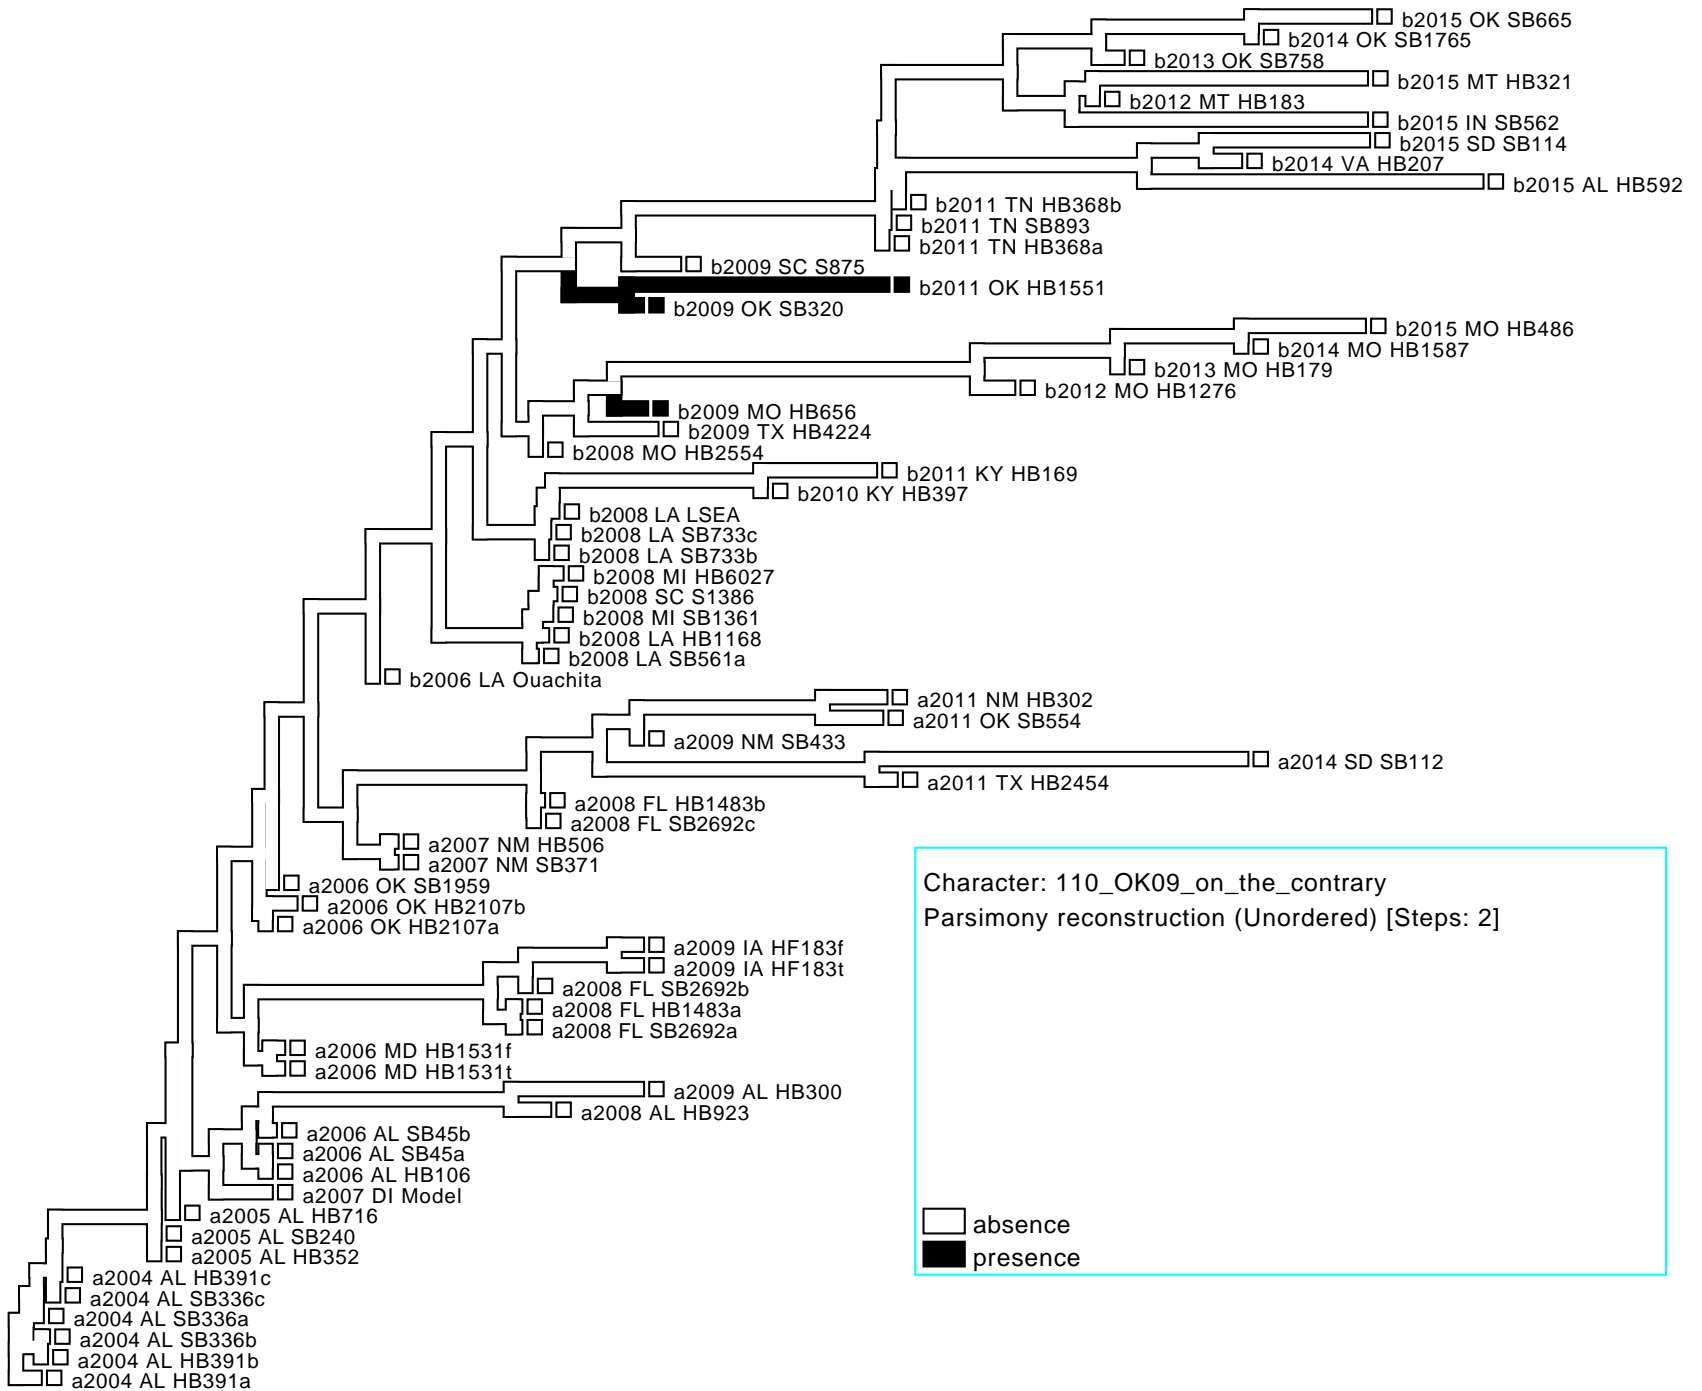 b2015 OK SB665
b2014 OK SB1765
b2013 OK SB758
b2015 MT HB321
b2012 MT HB183
b2015 IN SB562
b2015 SD SB114
b2014 VA HB207
b2015 AL HB592
b2011 TN HB368b
b2011 TN SB893
b2011 TN HB368a
b2009 SC S875
b2011 OK HB1551
b2009 OK SB320
b2015 MO HB486
b2014 MO HB1587
b2013 MO HB179
b2012 MO HB1276
b2009 MO HB656
b2009 TX HB4224
b2008 MO HB2554
b2011 KY HB169
b2010 KY HB397
b2008 LA LSEA
b2008 LA SB733c
b2008 LA SB733b
b2008 MI HB6027
b2008 SC S1386
b2008 MI SB1361
b2008 LA HB1168
b2008 LA SB561a
b2006 LA Ouachita
a2011 NM HB302
a2011 OK SB554
a2009 NM SB433
a2014 SD SB112
a2011 TX HB2454
a2008 FL HB1483b
a2008 FL SB2692c
a2007 NM HB506
a2007 NM SB371
a2006 OK SB1959
a2006 OK HB2107b
a2006 OK HB2107a
a2009 IA HF183f
a2009 IA HF183t
a2008 FL SB2692b
a2008 FL HB1483a
a2008 FL SB2692a
a2006 MD HB1531f
a2006 MD HB1531t
a2009 AL HB300
a2008 AL HB923
a2006 AL SB45b
a2006 AL SB45a
a2006 AL HB106
a2007 DI Model
a2005 AL HB716
a2005 AL SB240
a2005 AL HB352
a2004 AL HB391c
a2004 AL SB336c
a2004 AL SB336a
a2004 AL SB336b
a2004 AL HB391b
a2004 AL HB391a
Character: 110_OK09_on_the_contrary
Parsimony reconstruction (Unordered) [Steps: 2]
absence
presence